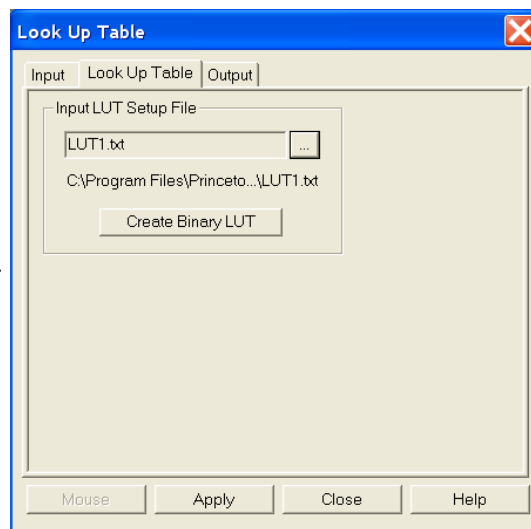 Look Up Table
Input Look Up Table Output
Input LUT Setup File
LUT1.txt ...
C:\Program Files\Princeto...\LUT1.txt
Create Binary LUT
Mouse Apply Close Help